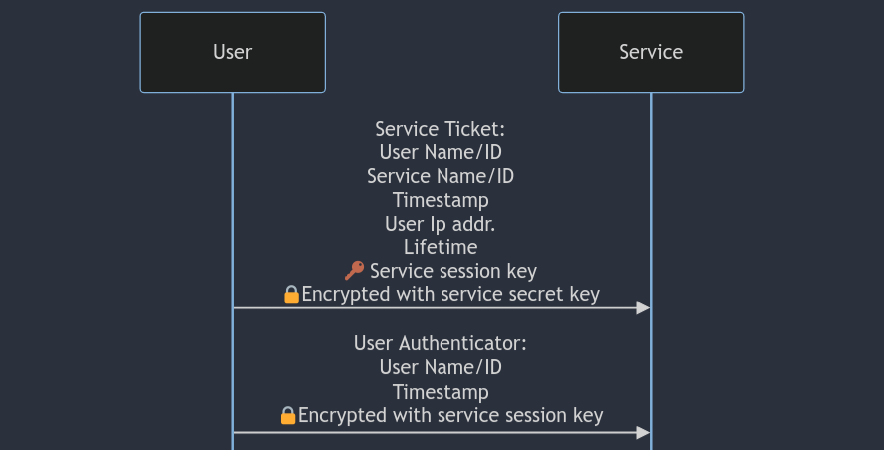 User
Service
Service Ticket:
User Name/ID
Service Name/ID
Timestamp
User Ip addr.
Lifetime
Service session key
Encrypted with service secret key
User Authenticator:
User Name/ID
Timestamp
Encrypted with service session key